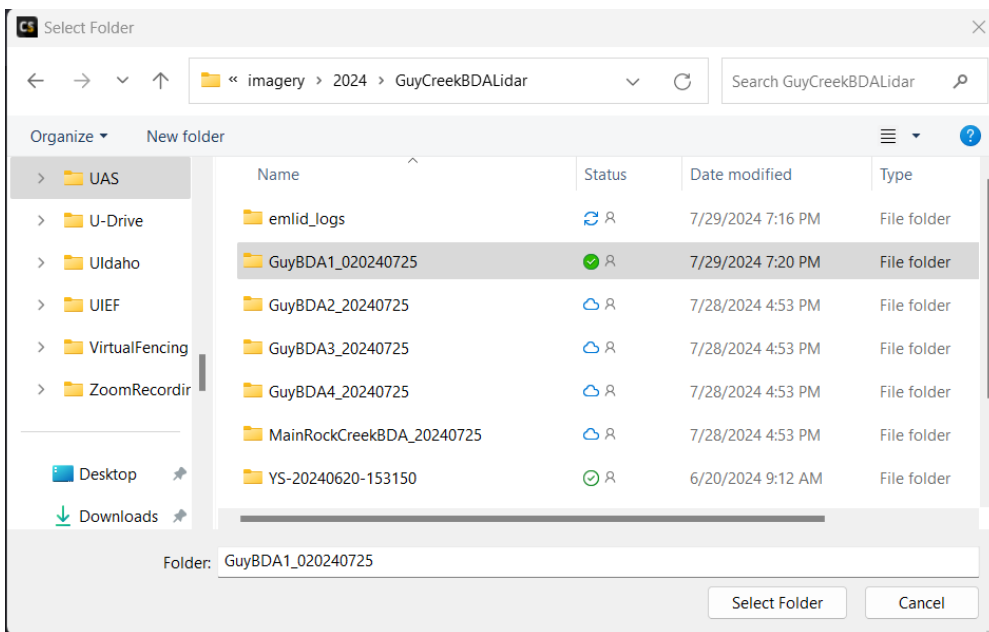 CS Select Folder
« imagery > 2024 > GuyCreekBDALidar Search GuyCreekBDALidar
Organize New folder
Name Status Date modified Type
UAS
U-Drive
UIdaho
UIEF
VirtualFencing
ZoomRecordir
Desktop
Downloads
emlid_logs 7/29/2024 7:16 PM File folder
GuyBDA1_020240725 7/29/2024 7:20 PM File folder
GuyBDA2_20240725 7/28/2024 4:53 PM File folder
GuyBDA3_20240725 7/28/2024 4:53 PM File folder
GuyBDA4_20240725 7/28/2024 4:53 PM File folder
MainRockCreekBDA_20240725 7/28/2024 4:53 PM File folder
YS-20240620-153150 6/20/2024 9:12 AM File folder
Folder: GuyBDA1_020240725
Select Folder Cancel